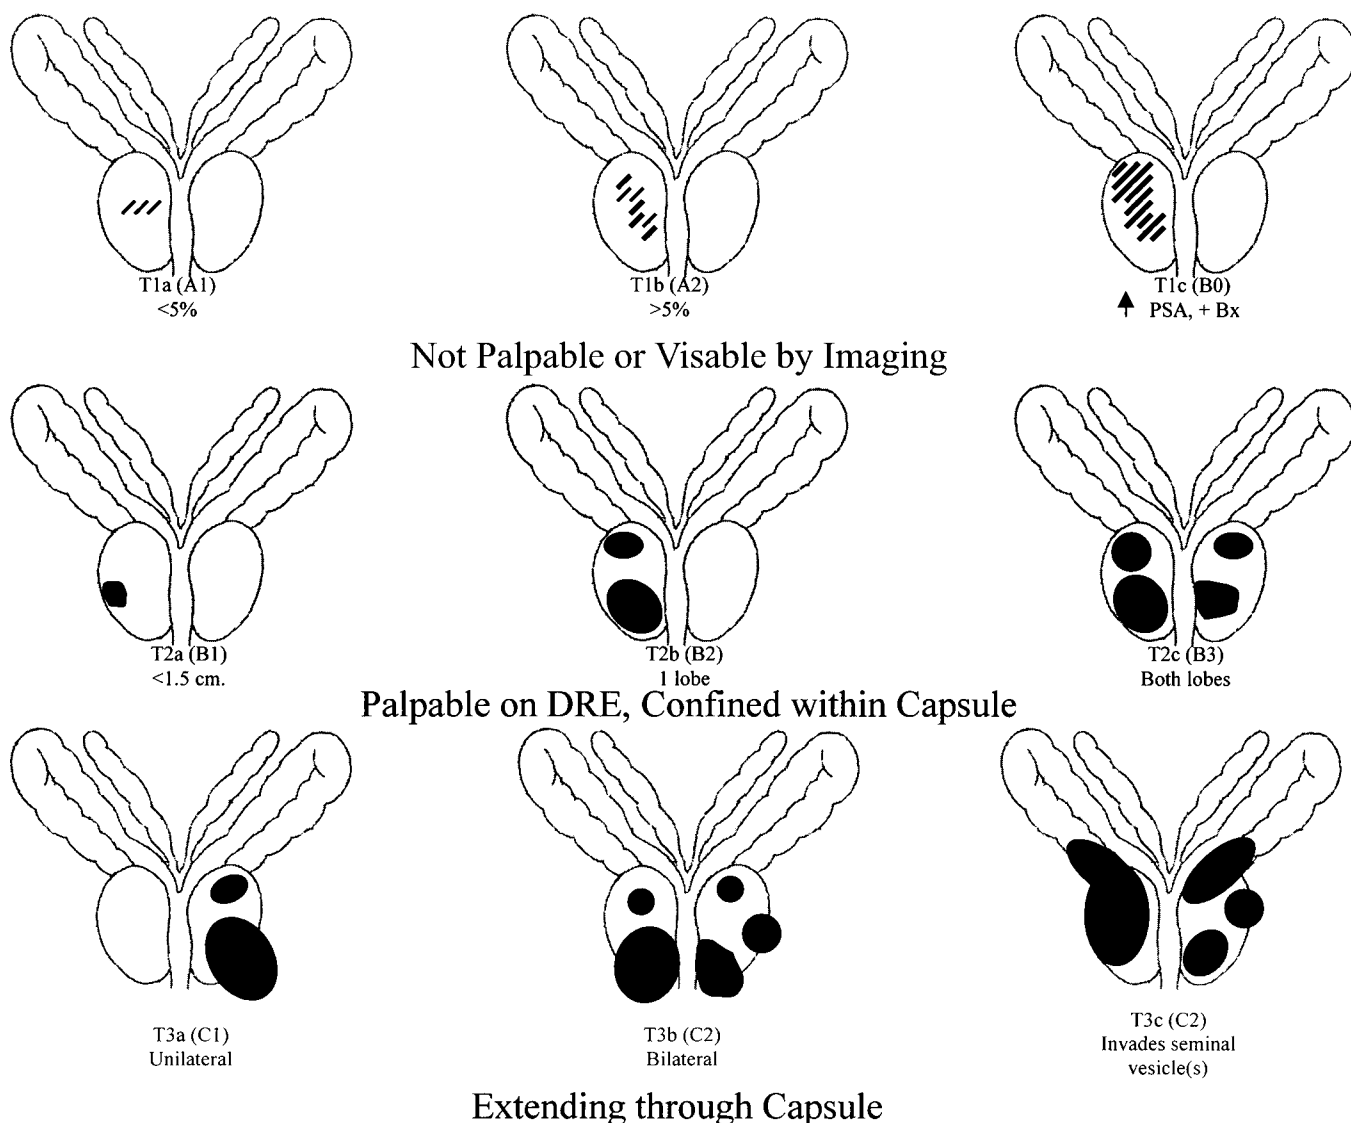 T1a (A1)
<5%
T1b (A2)
>5%
T1c (B0)
PSA, + Bx
Not Palpable or Visable by Imaging
T2a (B1)
<1.5 cm.
T2b (B2)
1 lobe
T2c (B3)
Both lobes
Palpable on DRE, Confined within Capsule
T3a (C1)
Unilateral
T3b (C2)
Bilateral
T3c (C2)
Invades seminal
vesicle(s)
Extending through Capsule